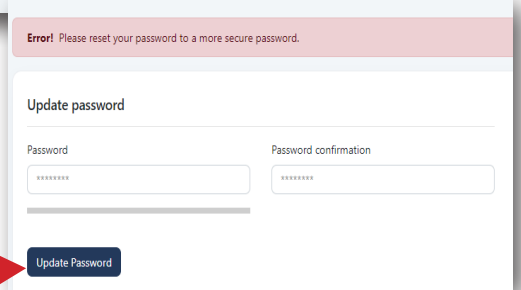 Error! Please reset your password to a more secure password.
Update password
Password
Password confirmation
********
********
Update Password